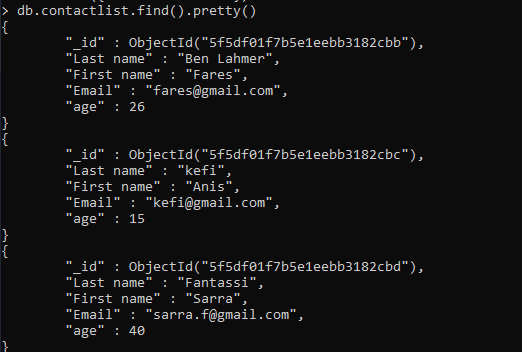 > db.contactlist.find().pretty()
{
        "_id" : ObjectId("5f5df01f7b5e1eebb3182cbb"),
        "Last name" : "Ben Lahmer",
        "First name" : "Fares",
        "Email" : "fares@gmail.com",
        "age" : 26
}
{
        "_id" : ObjectId("5f5df01f7b5e1eebb3182cbc"),
        "Last name" : "kefi",
        "First name" : "Anis",
        "Email" : "kefi@gmail.com",
        "age" : 15
}
{
        "_id" : ObjectId("5f5df01f7b5e1eebb3182cbd"),
        "Last name" : "Fantassi",
        "First name" : "Sarra",
        "Email" : "sarra.f@gmail.com",
        "age" : 40
}